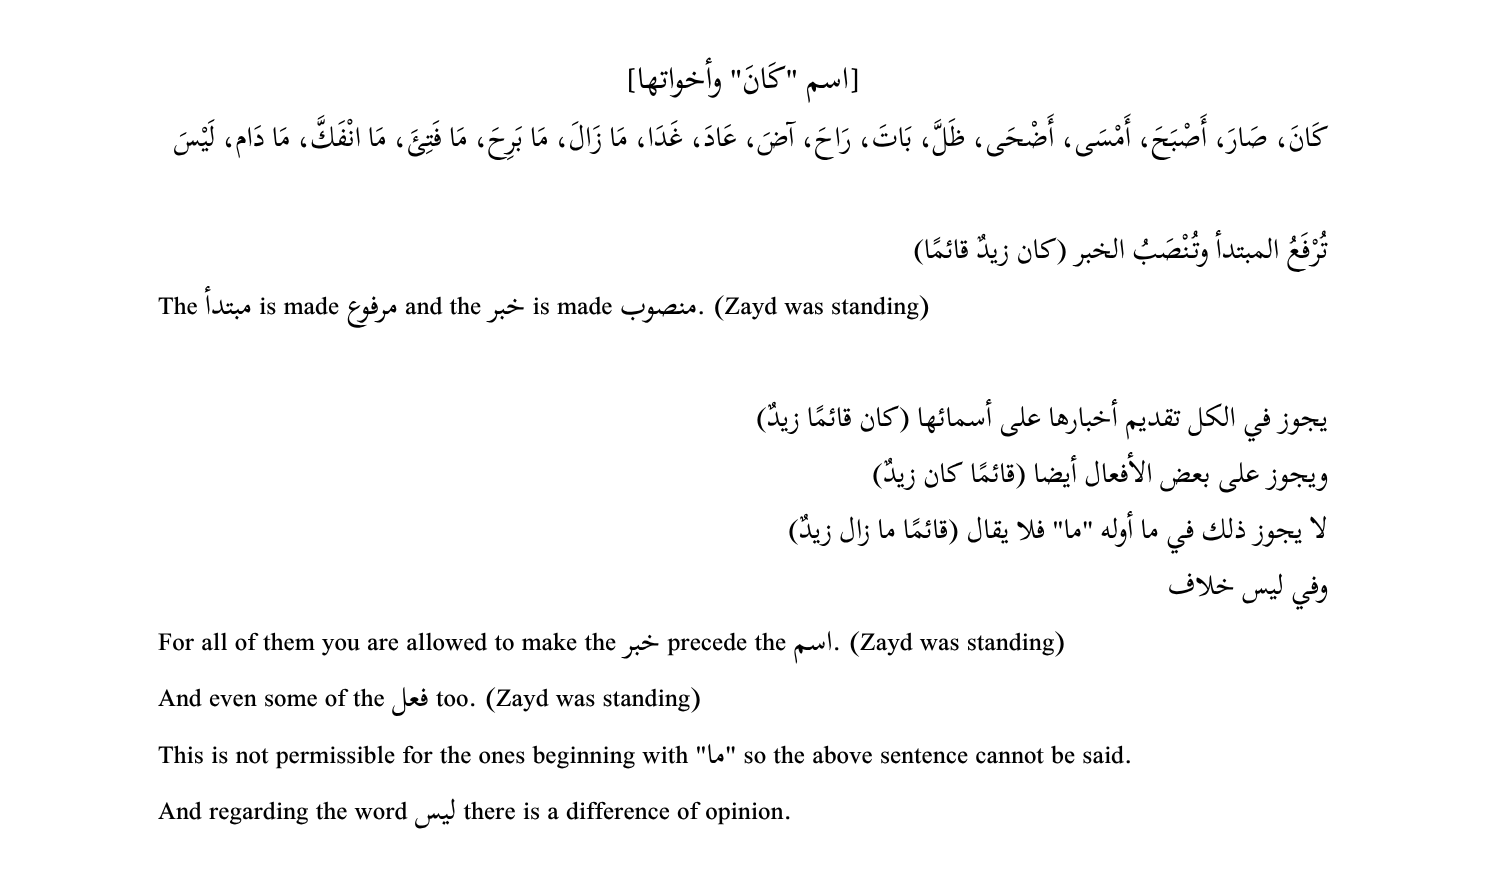 [اسم "كَانَ" وأخواتها]
كَانَ، صَارَ، أَصْبَحَ، أَمْسَى، أَضْحَى، ظَلَّ، بَاتَ، رَاحَ، آضَ، عَادَ، غَدَا، مَا زَالَ، مَا بَرِحَ، مَا فَتِئَ، مَا انْفَكَّ، مَا دَام، لَيْسَ
تُرْفَعُ المبتدأ وتُنْصَبُ الخبر (كان زيدٌ قائمًا)
The مبتدأ is made مرفوع and the خبر is made منصوب. (Zayd was standing)
يجوز في الكل تقديم أخبارها على أسمائها (كان قائمًا زيدٌ)
ويجوز على بعض الأفعال أيضا (قائمًا كان زيدٌ)
لا يجوز ذلك في ما أوله "ما" فلا يقال (قائمًا ما زال زيدٌ)
وفي ليس خلاف
For all of them you are allowed to make the خبر precede the اسم. (Zayd was standing)
And even some of the فعل too. (Zayd was standing)
This is not permissible for the ones beginning with "ما" so the above sentence cannot be said.
And regarding the word ليس there is a difference of opinion.